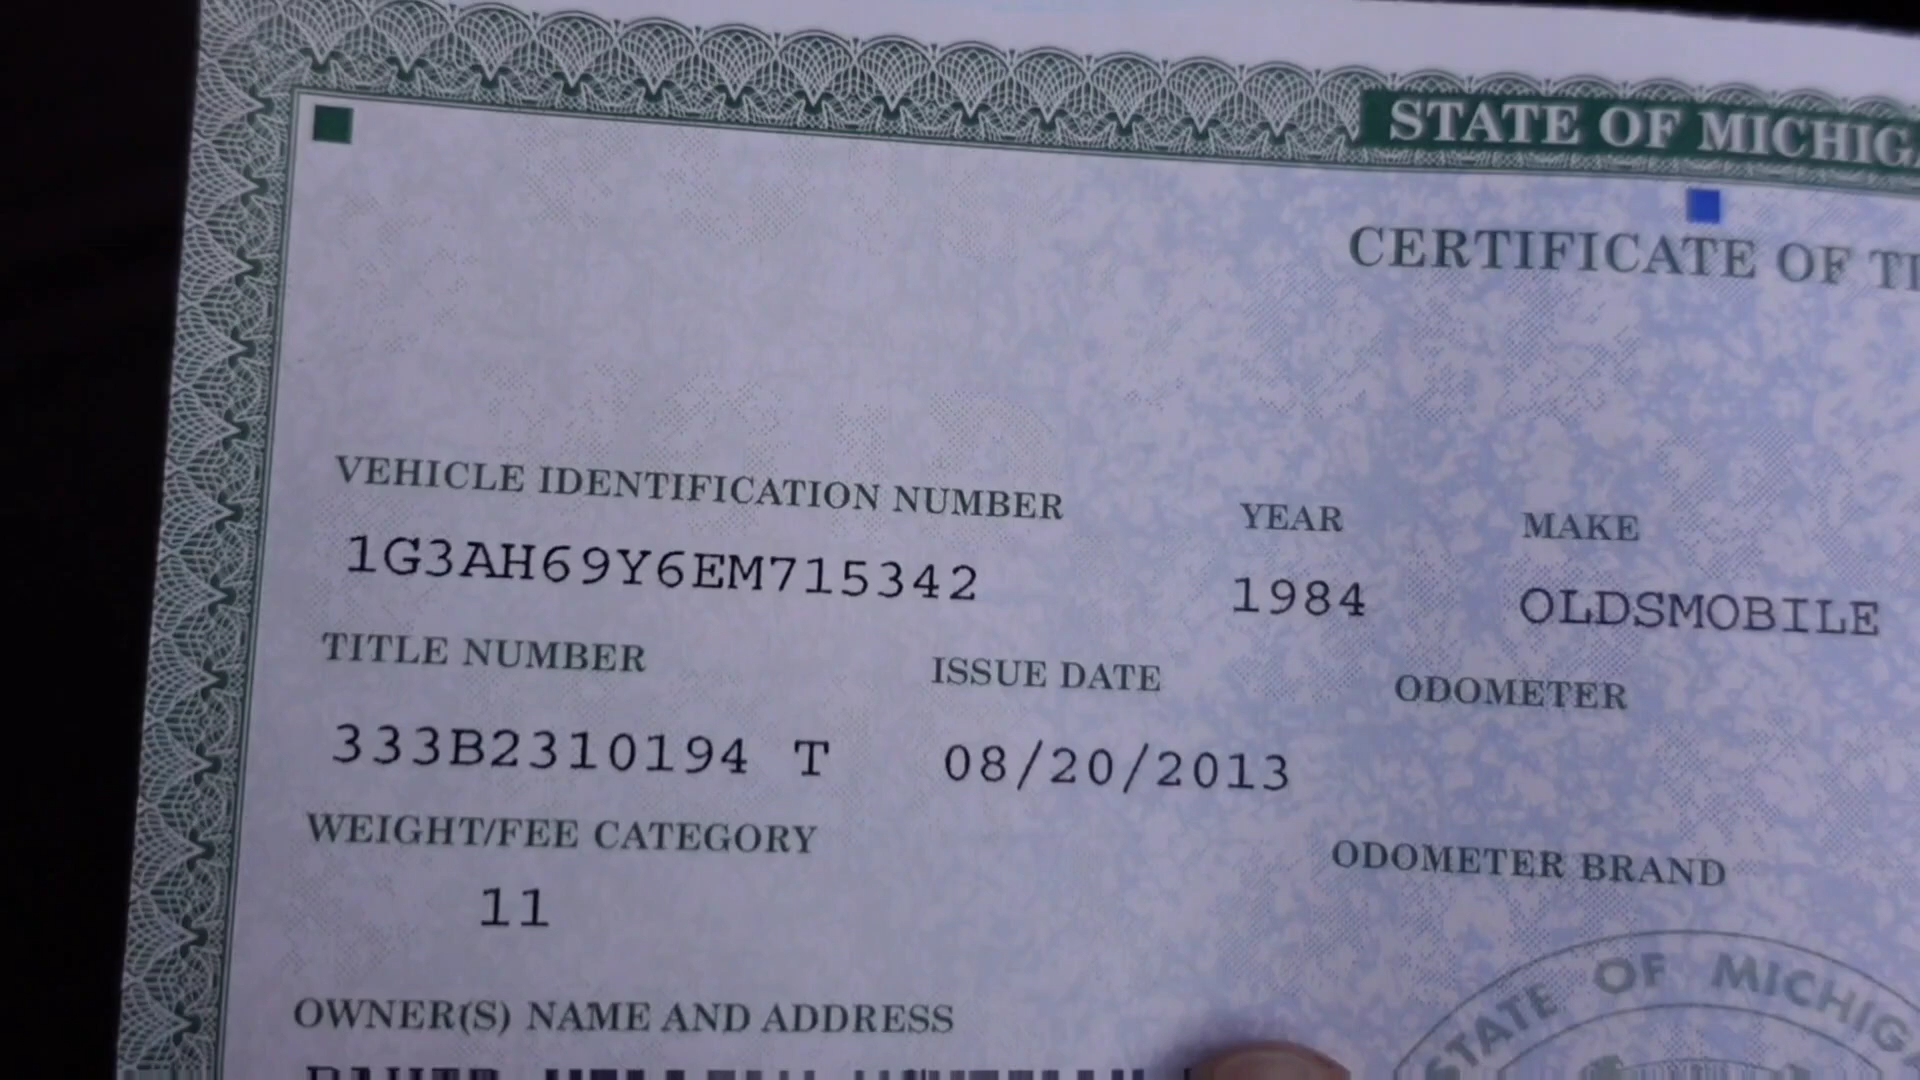 STATE OF MICHIG
CERTIFICATE OF TI
VEHICLE IDENTIFICATION NUMBER YEAR MAKE
1G3AH69Y6EM715342 1984 OLDSMOBILE
TITLE NUMBER ISSUE DATE ODOMETER
333B2310194 T 08/20/2013
WEIGHT/FEE CATEGORY ODOMETER BRAND
11
STATE OF MICHIGA
OWNER(S) NAME AND ADDRESS